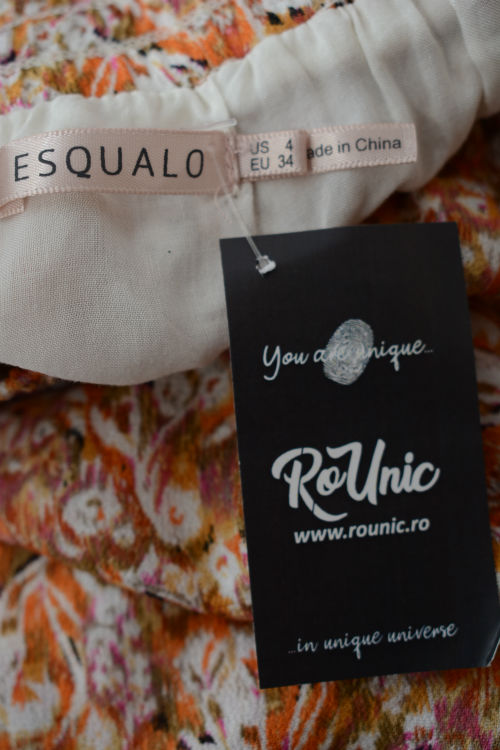 ESQUALO
US 4
EU 34
ade in China
You are unique...
RoUnic
www.rounic.ro
...in unique universe